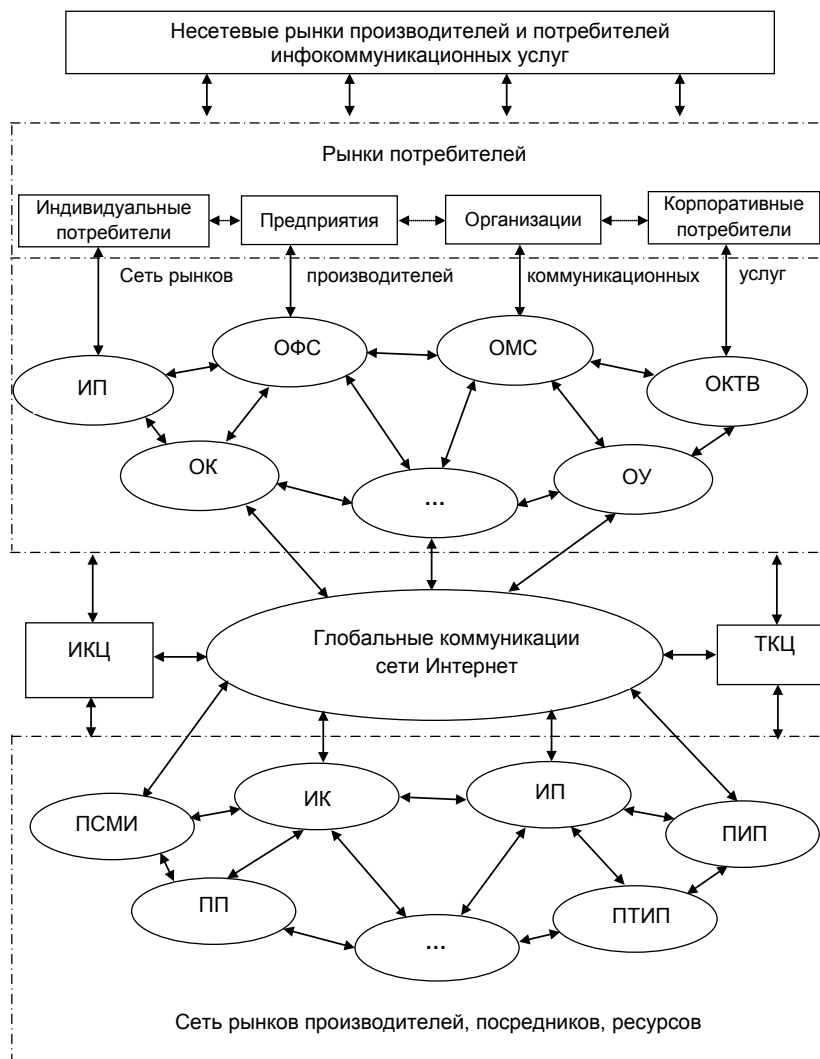 Несетевые рынки производителей и потребителей
инфокоммуникационных услуг
Рынки потребителей
Индивидуальные
потребители
Предприятия
Организации
Корпоративные
потребители
Сеть рынков производителей коммуникационных услуг
ИП
ОФС
ОМС
ОКТВ
ОК
...
ОУ
ИКЦ
Глобальные коммуникации
сети Интернет
ТКЦ
ПСМИ
ИК
ИП
ПИП
ПП
...
ПТИП
Сеть рынков производителей, посредников, ресурсов